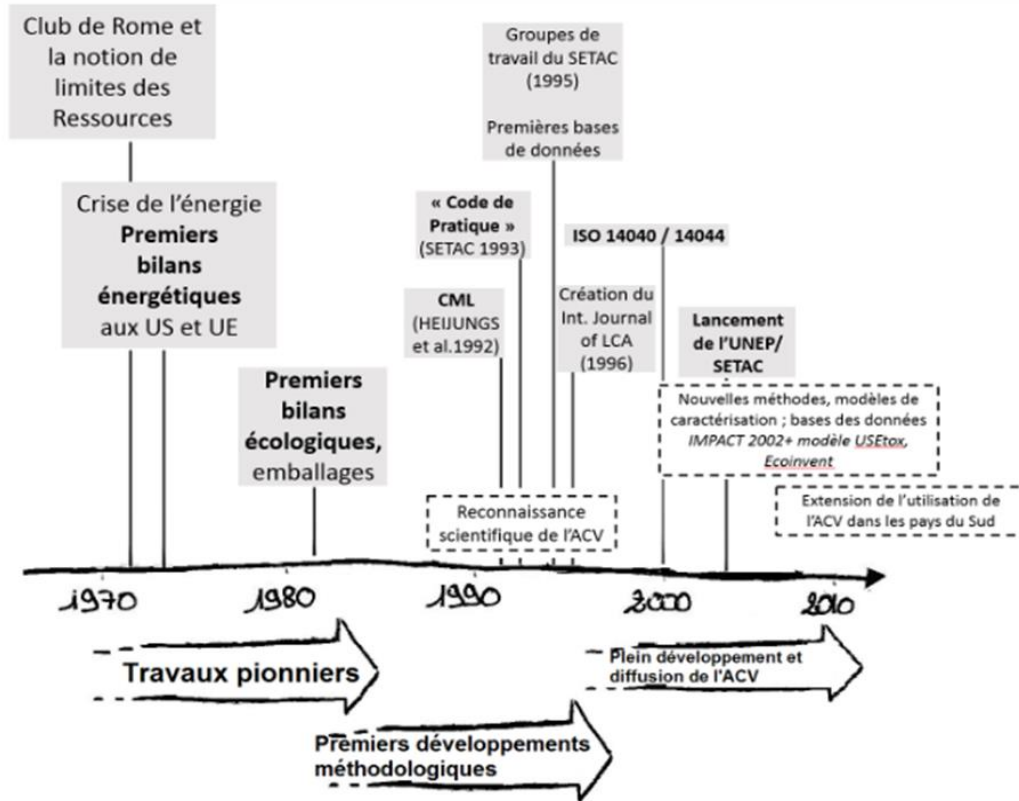 Club de Rome et
la notion de
limites des
Ressources
Crise de l'énergie
Premiers
bilans
énergétiques
aux US et UE
Premiers
bilans
écologiques,
emballages
CML
(HEIJUNGS
et al.1992)
« Code de
Pratique »
(SETAC 1993)
Groupes de
travail du SETAC
(1995)
Premières bases
de données
Création du
Int. Journal
of LCA
(1996)
ISO 14040 / 14044
Lancement
de l'UNEP/
SETAC
Reconnaissance
scientifique de l'ACV
Nouvelles méthodes, modèles de
caractérisation ; bases des données
IMPACT 2002+ modèle USEtox,
Ecoinvent
Extension de l'utilisation de
l'ACV dans les pays du Sud
1970
1980
1990
2000
2010
Travaux pionniers
Premiers développements
méthodologiques
Plein développement et
diffusion de l'ACV